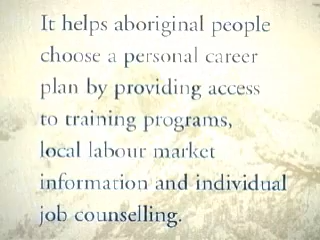 It helps aboriginal people
choose a personal career
plan by providing access
to training programs,
local labour market
information and individual
job counselling.